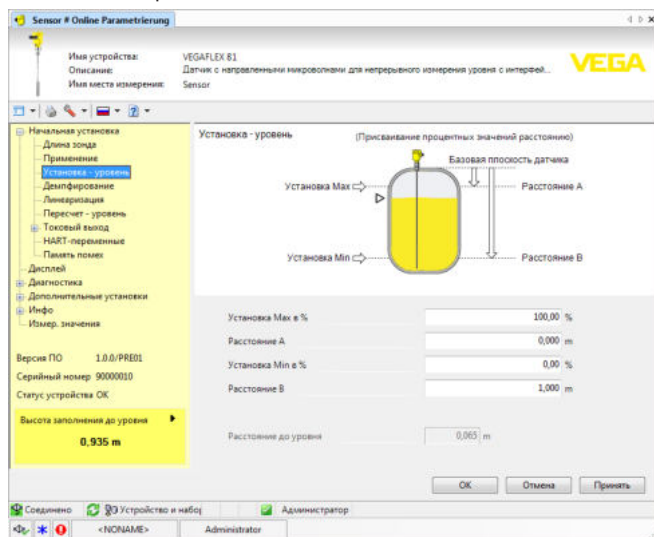 Sensor # Online Parametrierung
Имя устройства: VEGAFLEX 81
Описание: Датчик с направленными микроволнами для непрерывного измерения уровня с интерфей...
Имя места измерения: Sensor
VEGA
Начальная установка
Длина зонда
Применение
Установка - уровень
Демпфирование
Линеаризация
Пересчет - уровень
Токовый выход
HART-переменные
Память помех
Дисплей
Диагностика
Дополнительные установки
Инфо
Измер. значения
Версия ПО 1.0.0/PRE01
Серийный номер 90000010
Статус устройства OK
Высота заполнения до уровня
0,935 m
Установка - уровень (Присваивание процентных значений расстоянию)
Базовая плоскость датчика
Установка Max Расстояние A
Установка Min Расстояние B
Установка Max в % 100,00 %
Расстояние A 0,000 m
Установка Min в % 0,00 %
Расстояние B 1,000 m
Расстояние до уровня 0,065 m
OK Отмена Принять
Соединено Устройство и набој Администратор
<NONAME> Administrator